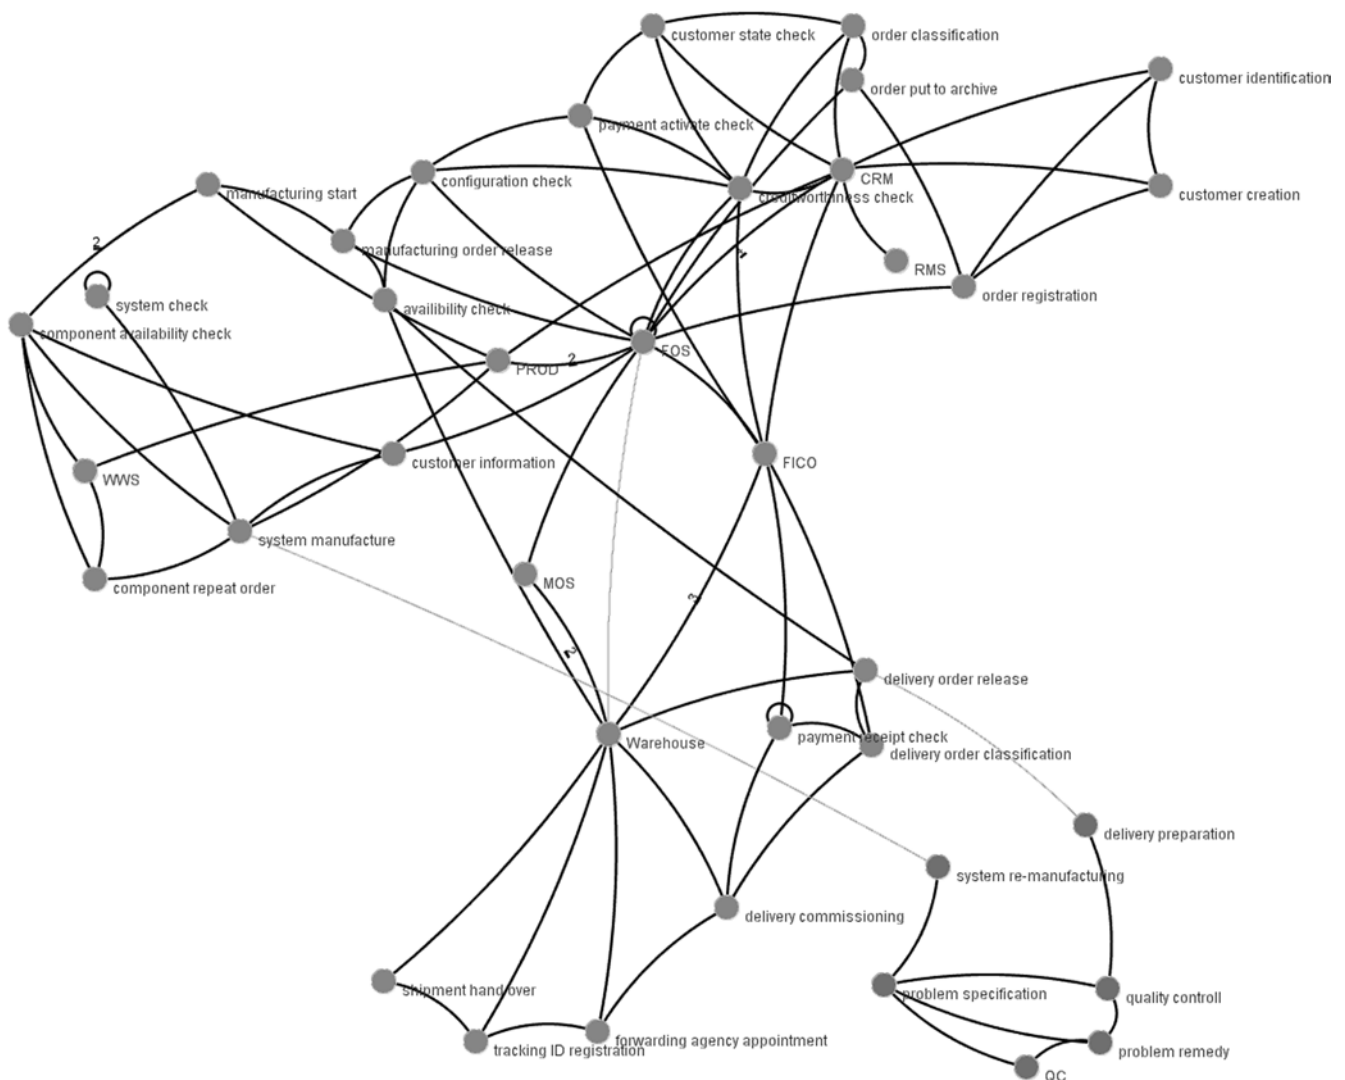 customer state check
order classification
customer identification
order put to archive
payment activate check
CRM
configuration check
manufacturing start
creditworthiness check
customer creation
2
manufacturing order release
RMS
system check
availibility check
order registration
component availability check
FOS
2
PROD
customer information
FICO
WWS
system manufacture
MOS
component repeat order
3
2
delivery order release
Warehouse
payment receipt check
delivery order classification
delivery preparation
system re-manufacturing
delivery commissioning
shipment hand over
problem specification
quality controll
forwarding agency appointment
tracking ID registration
problem remedy
QC